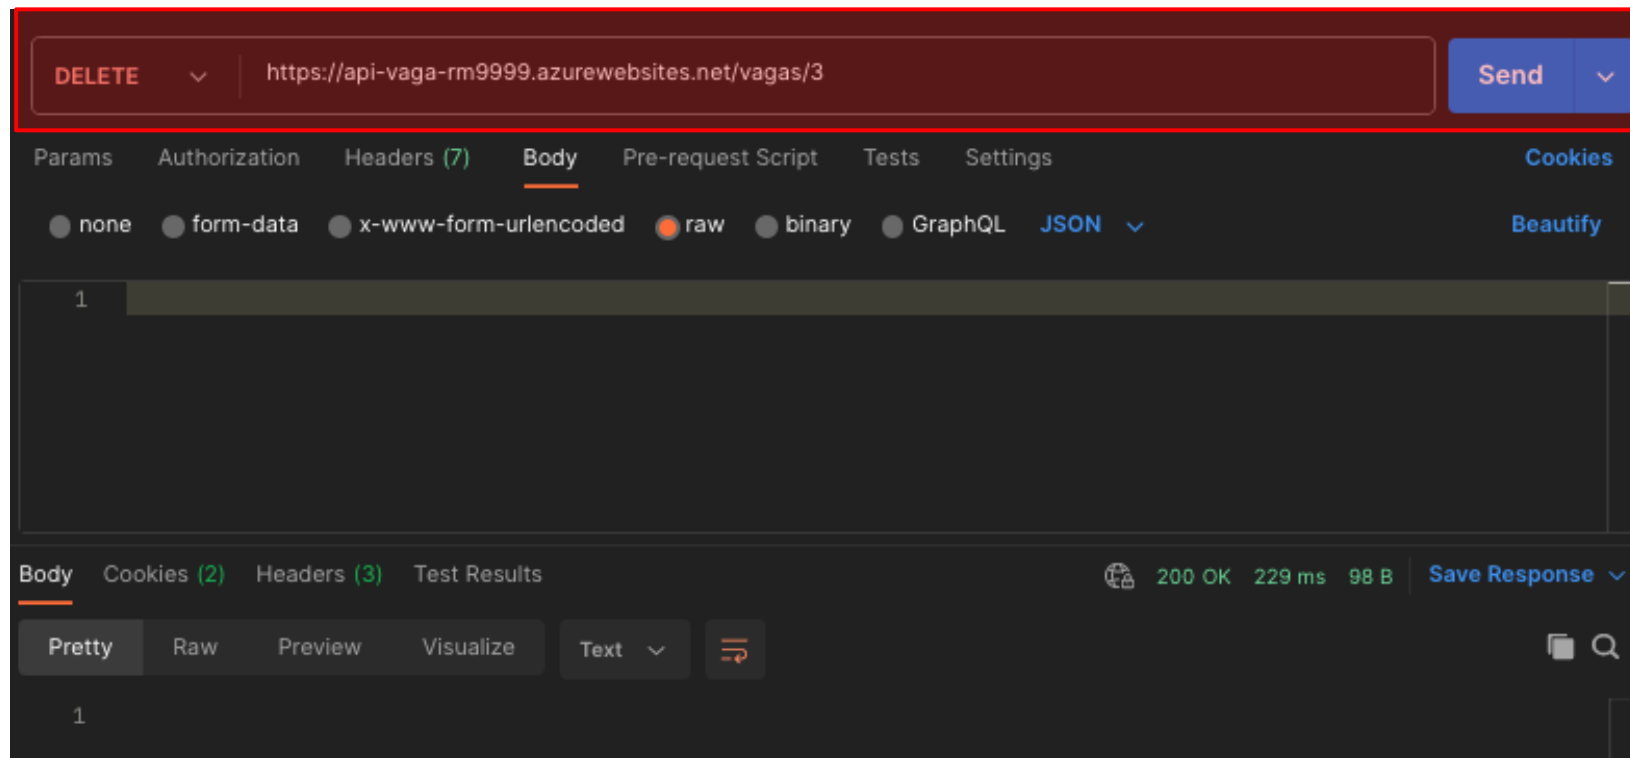 DELETE https://api-vaga-rm9999.azurewebsites.net/vagas/3 Send
Params Authorization Headers (7) Body Pre-request Script Tests Settings Cookies
none form-data x-www-form-urlencoded raw binary GraphQL JSON Beautify
1
Body Cookies (2) Headers (3) Test Results 200 OK 229 ms 98 B Save Response
Pretty Raw Preview Visualize Text
1